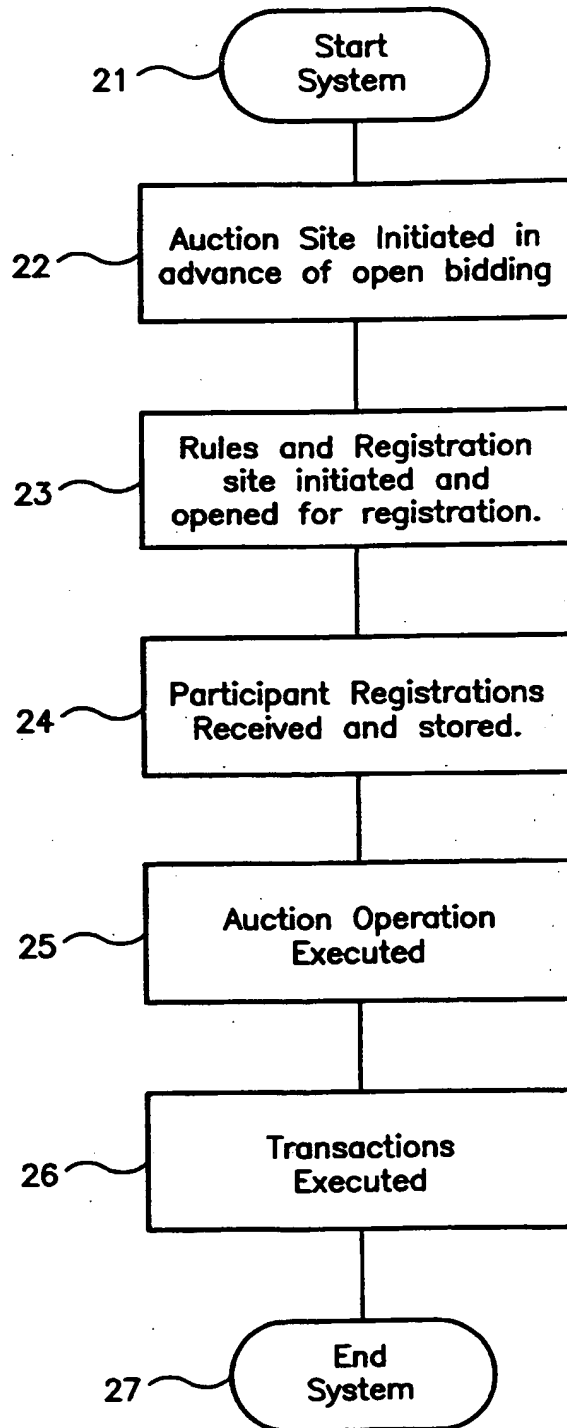 Start
21
System
Auction Site Initiated in
22
advance of open bidding
Rules and Registration
site initiated and
23
opened for registration.
Participant Registrations
24
Received and stored.
Auction Operation
25
Executed
Transactions
26
Executed
End
27
System